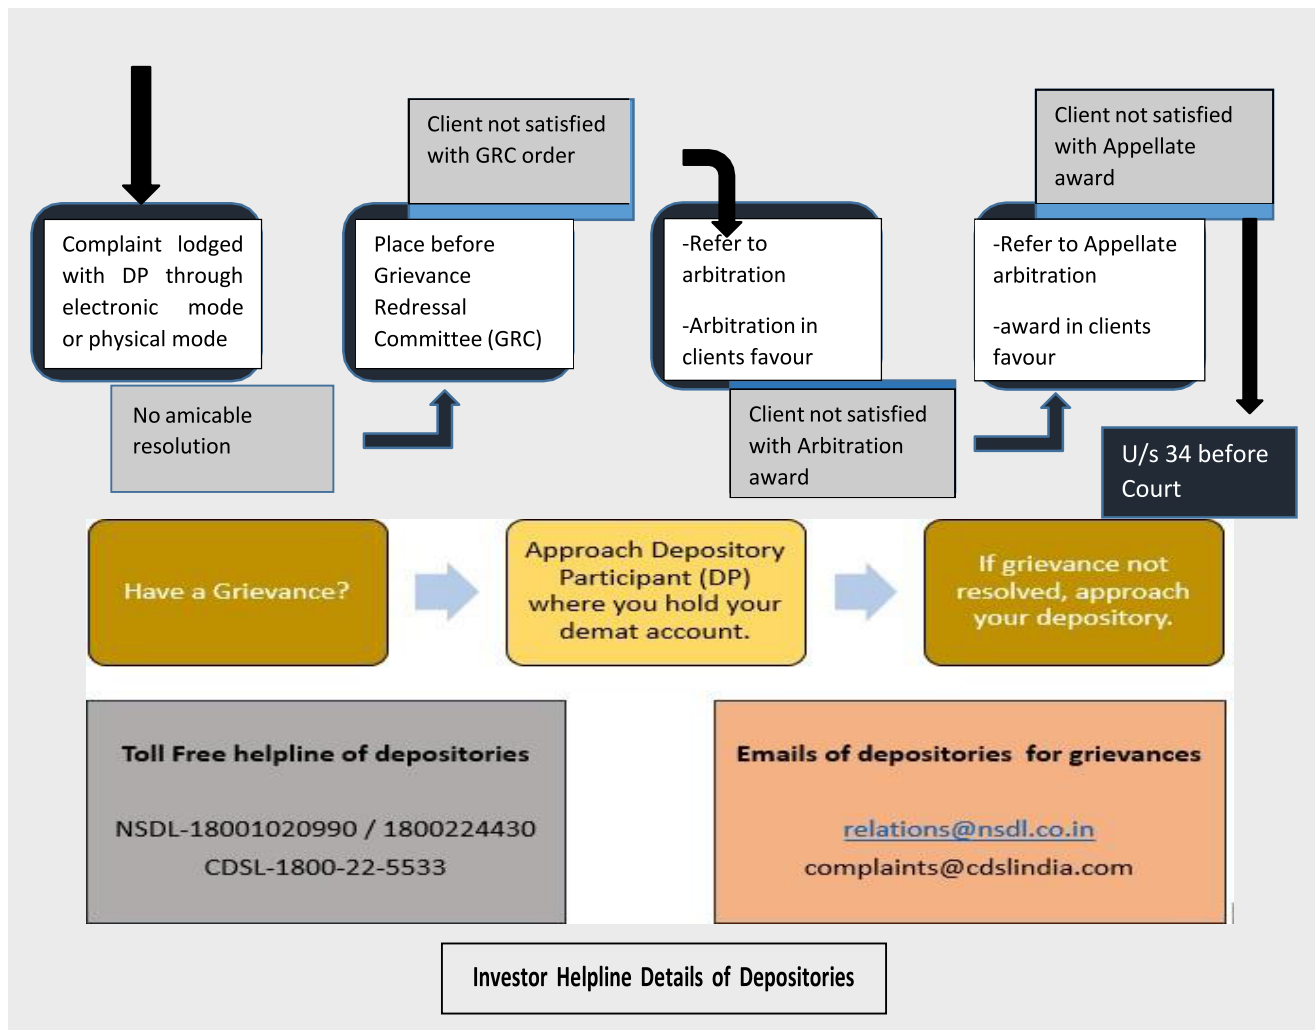 Client not satisfied
with GRC order
Client not satisfied
with Appellate
award
Complaint lodged
with DP through
electronic mode
or physical mode
Place before
Grievance
Redressal
Committee (GRC)
-Refer to
arbitration
-Arbitration in
clients favour
-Refer to Appellate
arbitration
-award in clients
favour
No amicable
resolution
Client not satisfied
with Arbitration
award
U/s 34 before
Court
Have a Grievance?
Approach Depository
Participant (DP)
where you hold your
demat account.
If grievance not
resolved, approach
your depository.
Toll Free helpline of depositories
NSDL-18001020990 / 1800224430
CDSL-1800-22-5533
Emails of depositories for grievances
relations@nsdl.co.in
complaints@cdslindia.com
Investor Helpline Details of Depositories